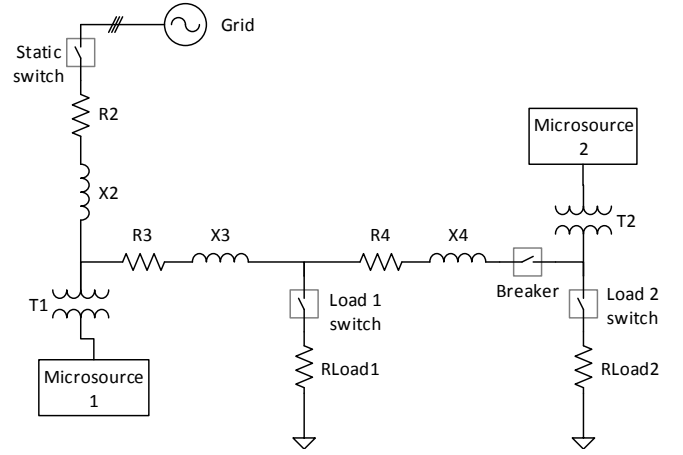 Grid
Static
switch
R2
Microsource
2
X2
T2
R3
X3
R4
X4
T1
Breaker
Load 1
switch
Load 2
switch
Microsource
1
RLoad1
RLoad2